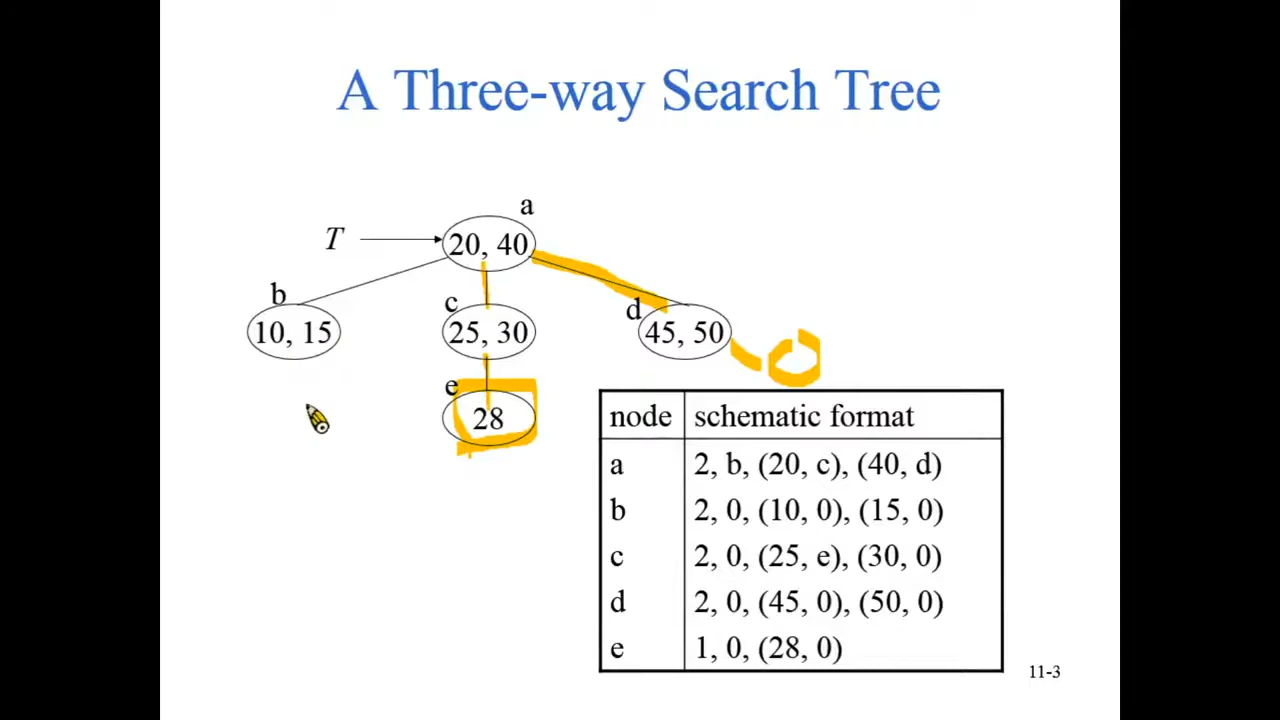 A Three-way Search Tree
a
T
20, 40
b
c
d
10, 15
25, 30
45, 50
e
28
node schematic format
a 2, b, (20, c), (40, d)
b 2, 0, (10, 0), (15, 0)
c 2, 0, (25, e), (30, 0)
d 2, 0, (45, 0), (50, 0)
e 1, 0, (28, 0)
11-3